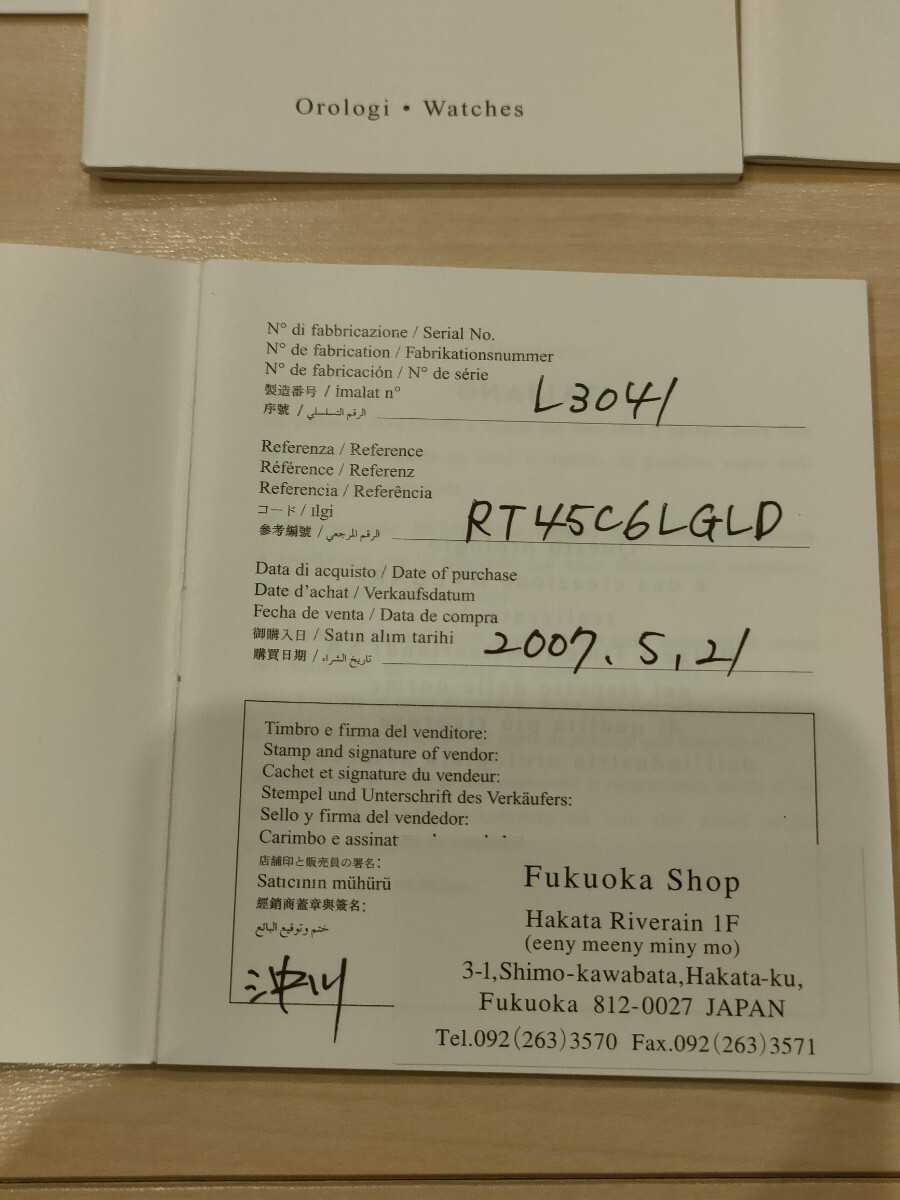 Orologi • Watches
N° di fabbricazione / Serial No.
N° de fabrication / Fabrikationsnummer
N° de fabricación / N° de série
製造番号 / imalat n°
序號 / الرقم التسلسلي
L3041
Referenza / Reference
Référence / Referenz
Referencia / Referência
コード / ılgi
參考編號 / الرقم المرجعي
RT45C6LGLD
Data di acquisto / Date of purchase
Date d'achat / Verkaufsdatum
Fecha de venta / Data de compra
御購入日 / Satın alım tarihi
購買日期 / تاريخ الشراء
2007.5,21
Timbro e firma del venditore:
Stamp and signature of vendor:
Cachet et signature du vendeur:
Stempel und Unterschrift des Verkäufers:
Sello y firma del vendedor:
Carimbo e assinat
店舗印と販売員の署名:
Satıcının mühürü
經銷商蓋章與簽名:
ختم وتوقيع البائع
Fukuoka Shop
Hakata Riverain 1F
(eeny meeny miny mo)
3-1,Shimo-kawabata,Hakata-ku,
Fukuoka 812-0027 JAPAN
Tel.092(263)3570 Fax.092(263)3571